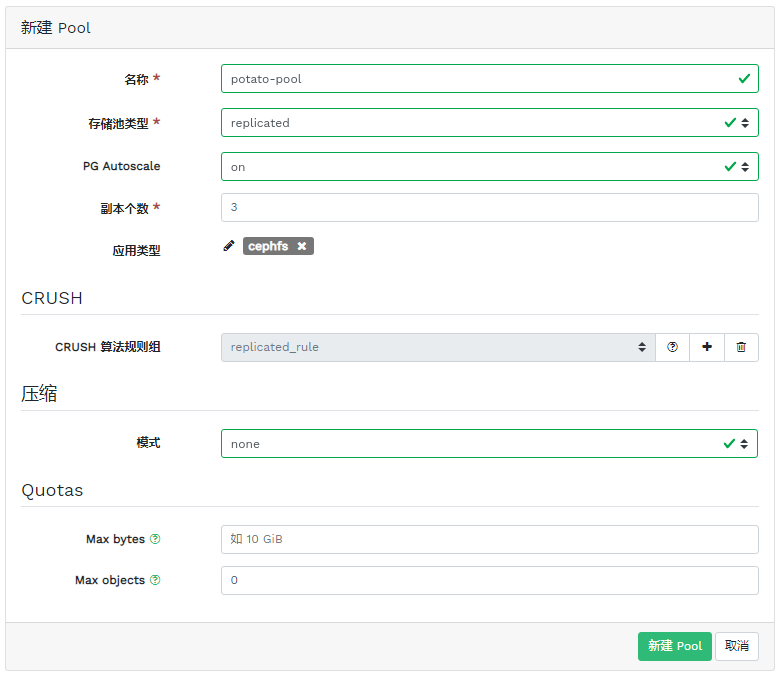 新建 Pool
名称 *
potato-pool
存储池类型 *
replicated
PG Autoscale
on
副本个数 *
3
应用类型
cephfs
CRUSH
CRUSH 算法规则组
replicated_rule
压缩
模式
none
Quotas
Max bytes
如 10 GiB
Max objects
0
新建 Pool
取消